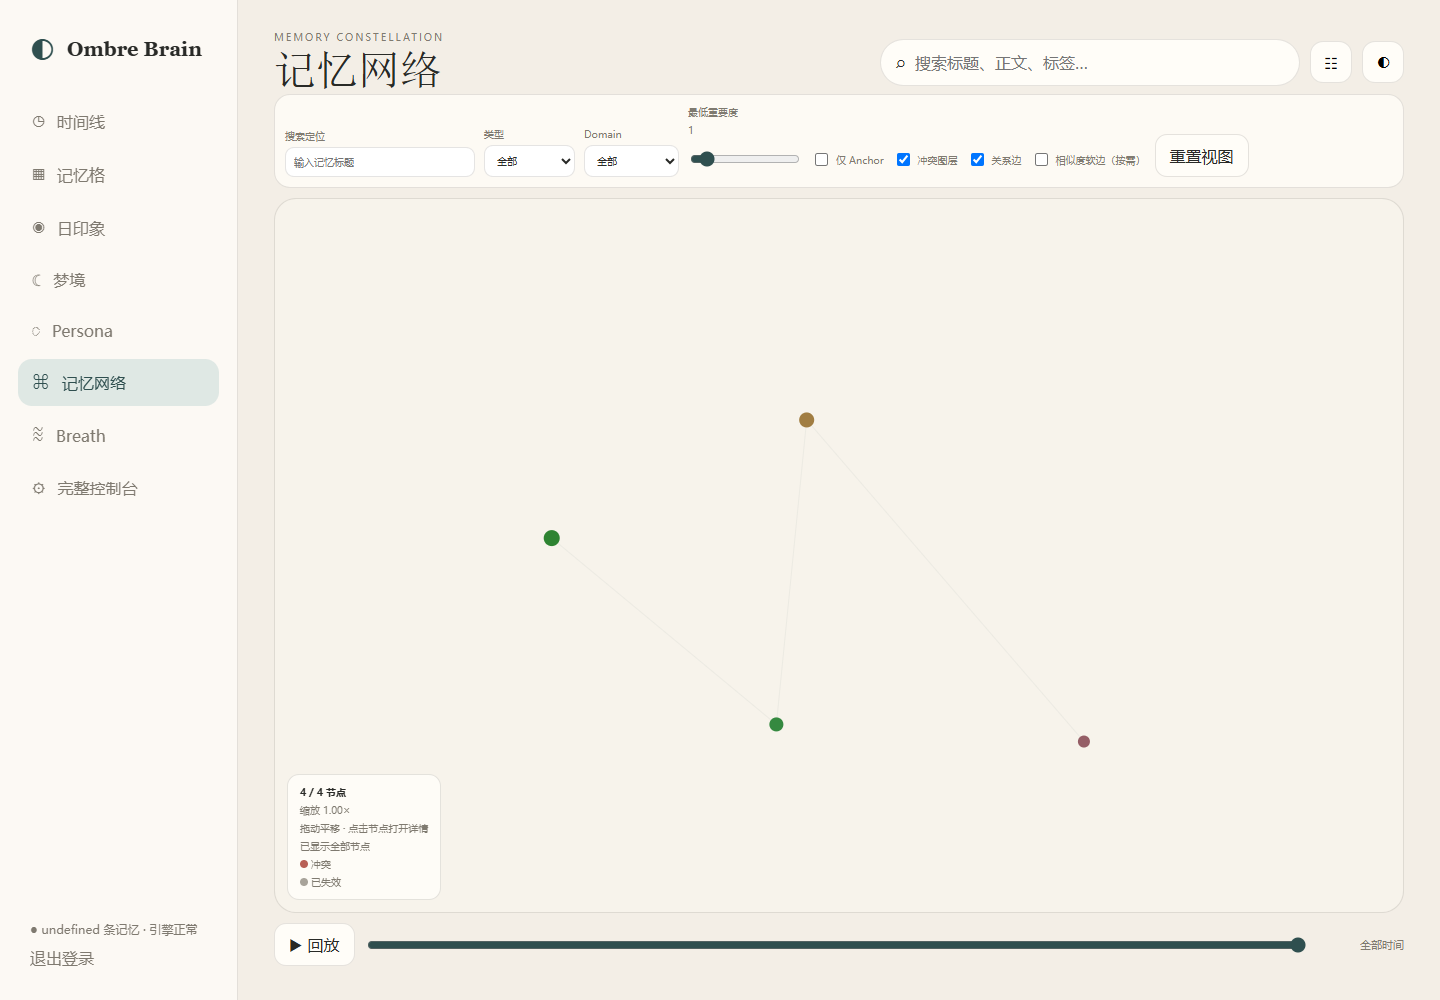 Ombre Brain
时间线
记忆格
日印象
梦境
Persona
记忆网络
Breath
完整控制台
● undefined 条记忆 · 引擎正常
退出登录
MEMORY CONSTELLATION
记忆网络
搜索标题、正文、标签...
搜索定位
输入记忆标题
类型
全部
Domain
全部
最低重要度
1
仅 Anchor
冲突图层
关系边
相似度软边（按需）
重置视图
4 / 4 节点
缩放 1.00×
拖动平移 · 点击节点打开详情
已显示全部节点
冲突
已失效
▶ 回放
全部时间